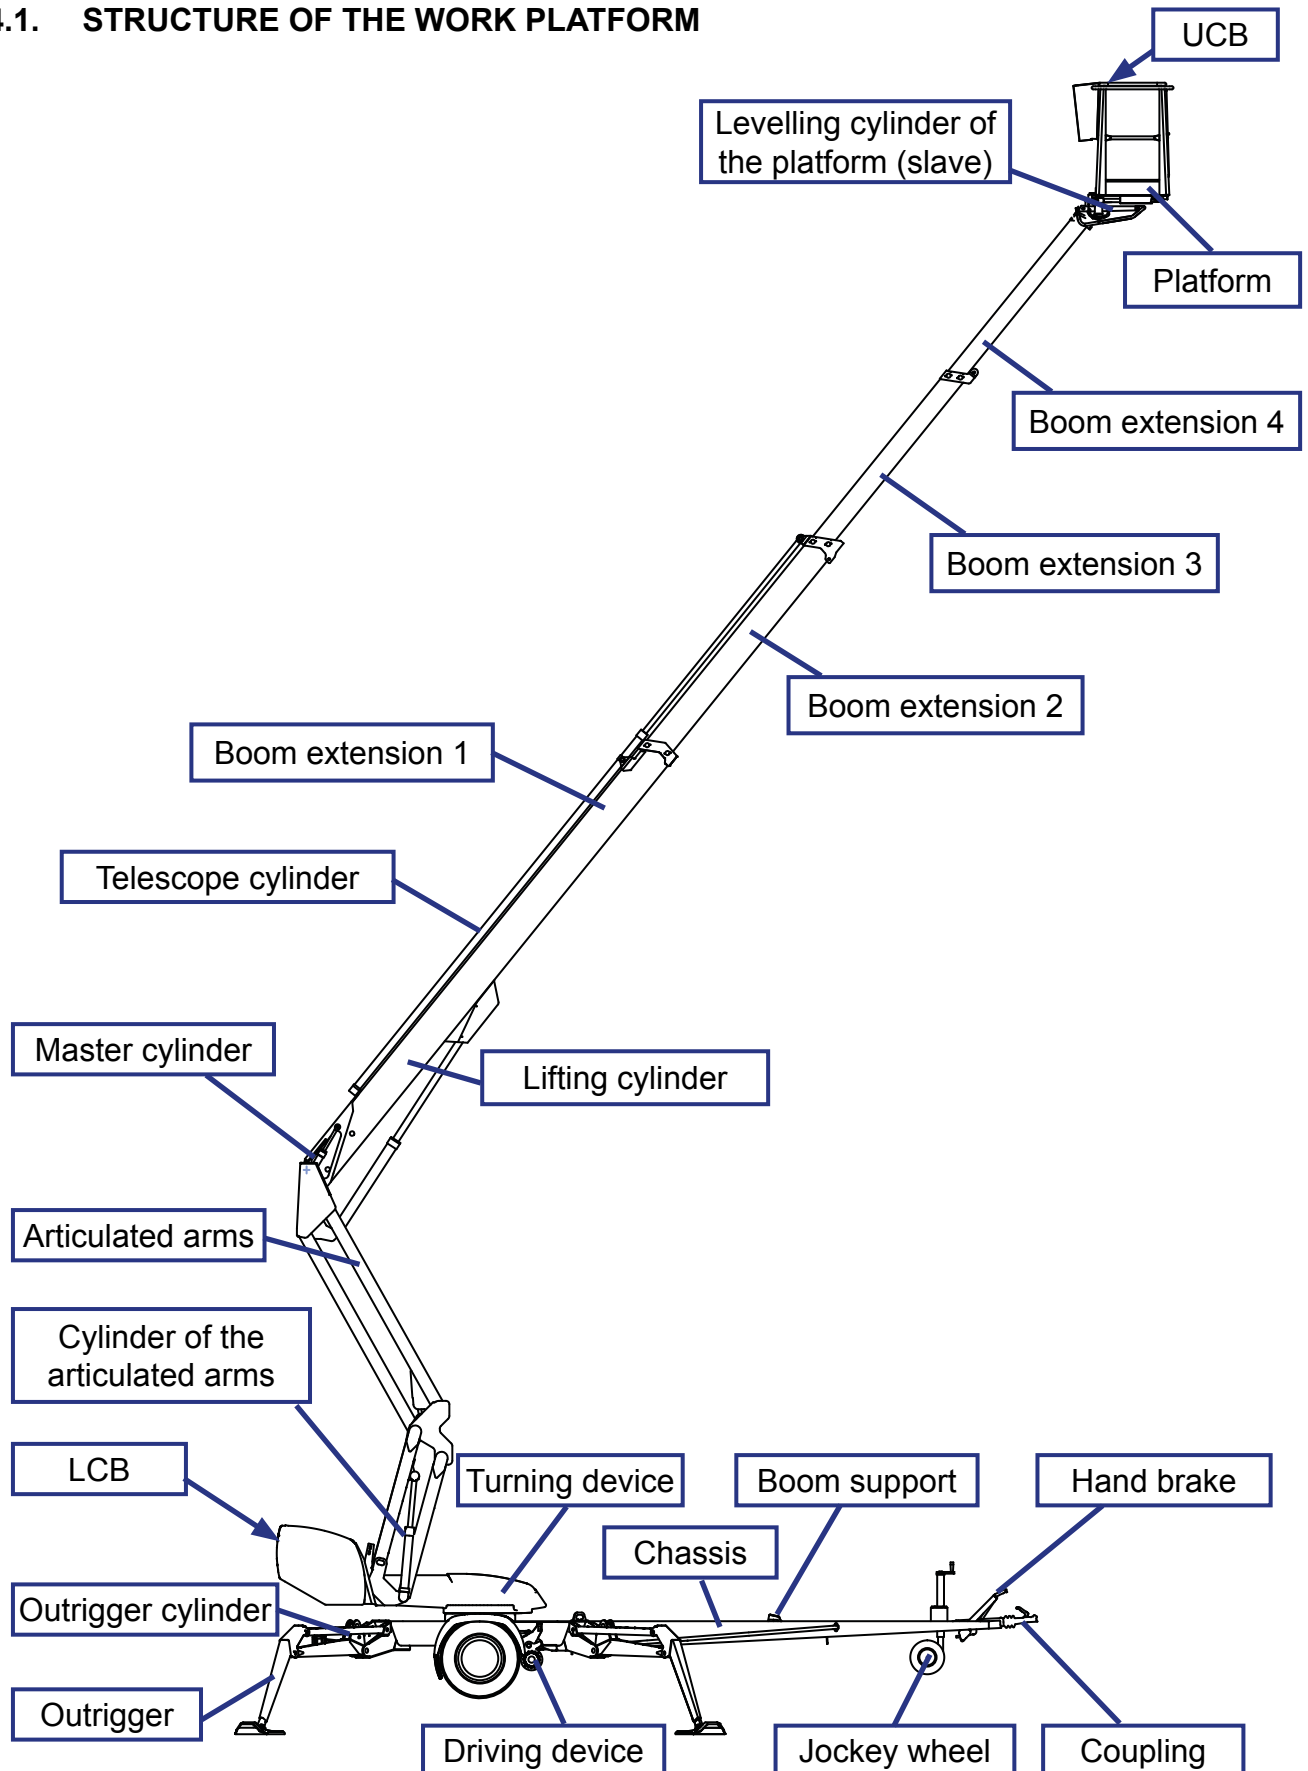 4.1. STRUCTURE OF THE WORK PLATFORM
UCB
Levelling cylinder of
the platform (slave)
Platform
Boom extension 4
Boom extension 3
Boom extension 2
Boom extension 1
Telescope cylinder
Master cylinder
Lifting cylinder
Articulated arms
Cylinder of the
articulated arms
LCB
Turning device
Boom support
Hand brake
Chassis
Outrigger cylinder
Outrigger
Driving device
Jockey wheel
Coupling